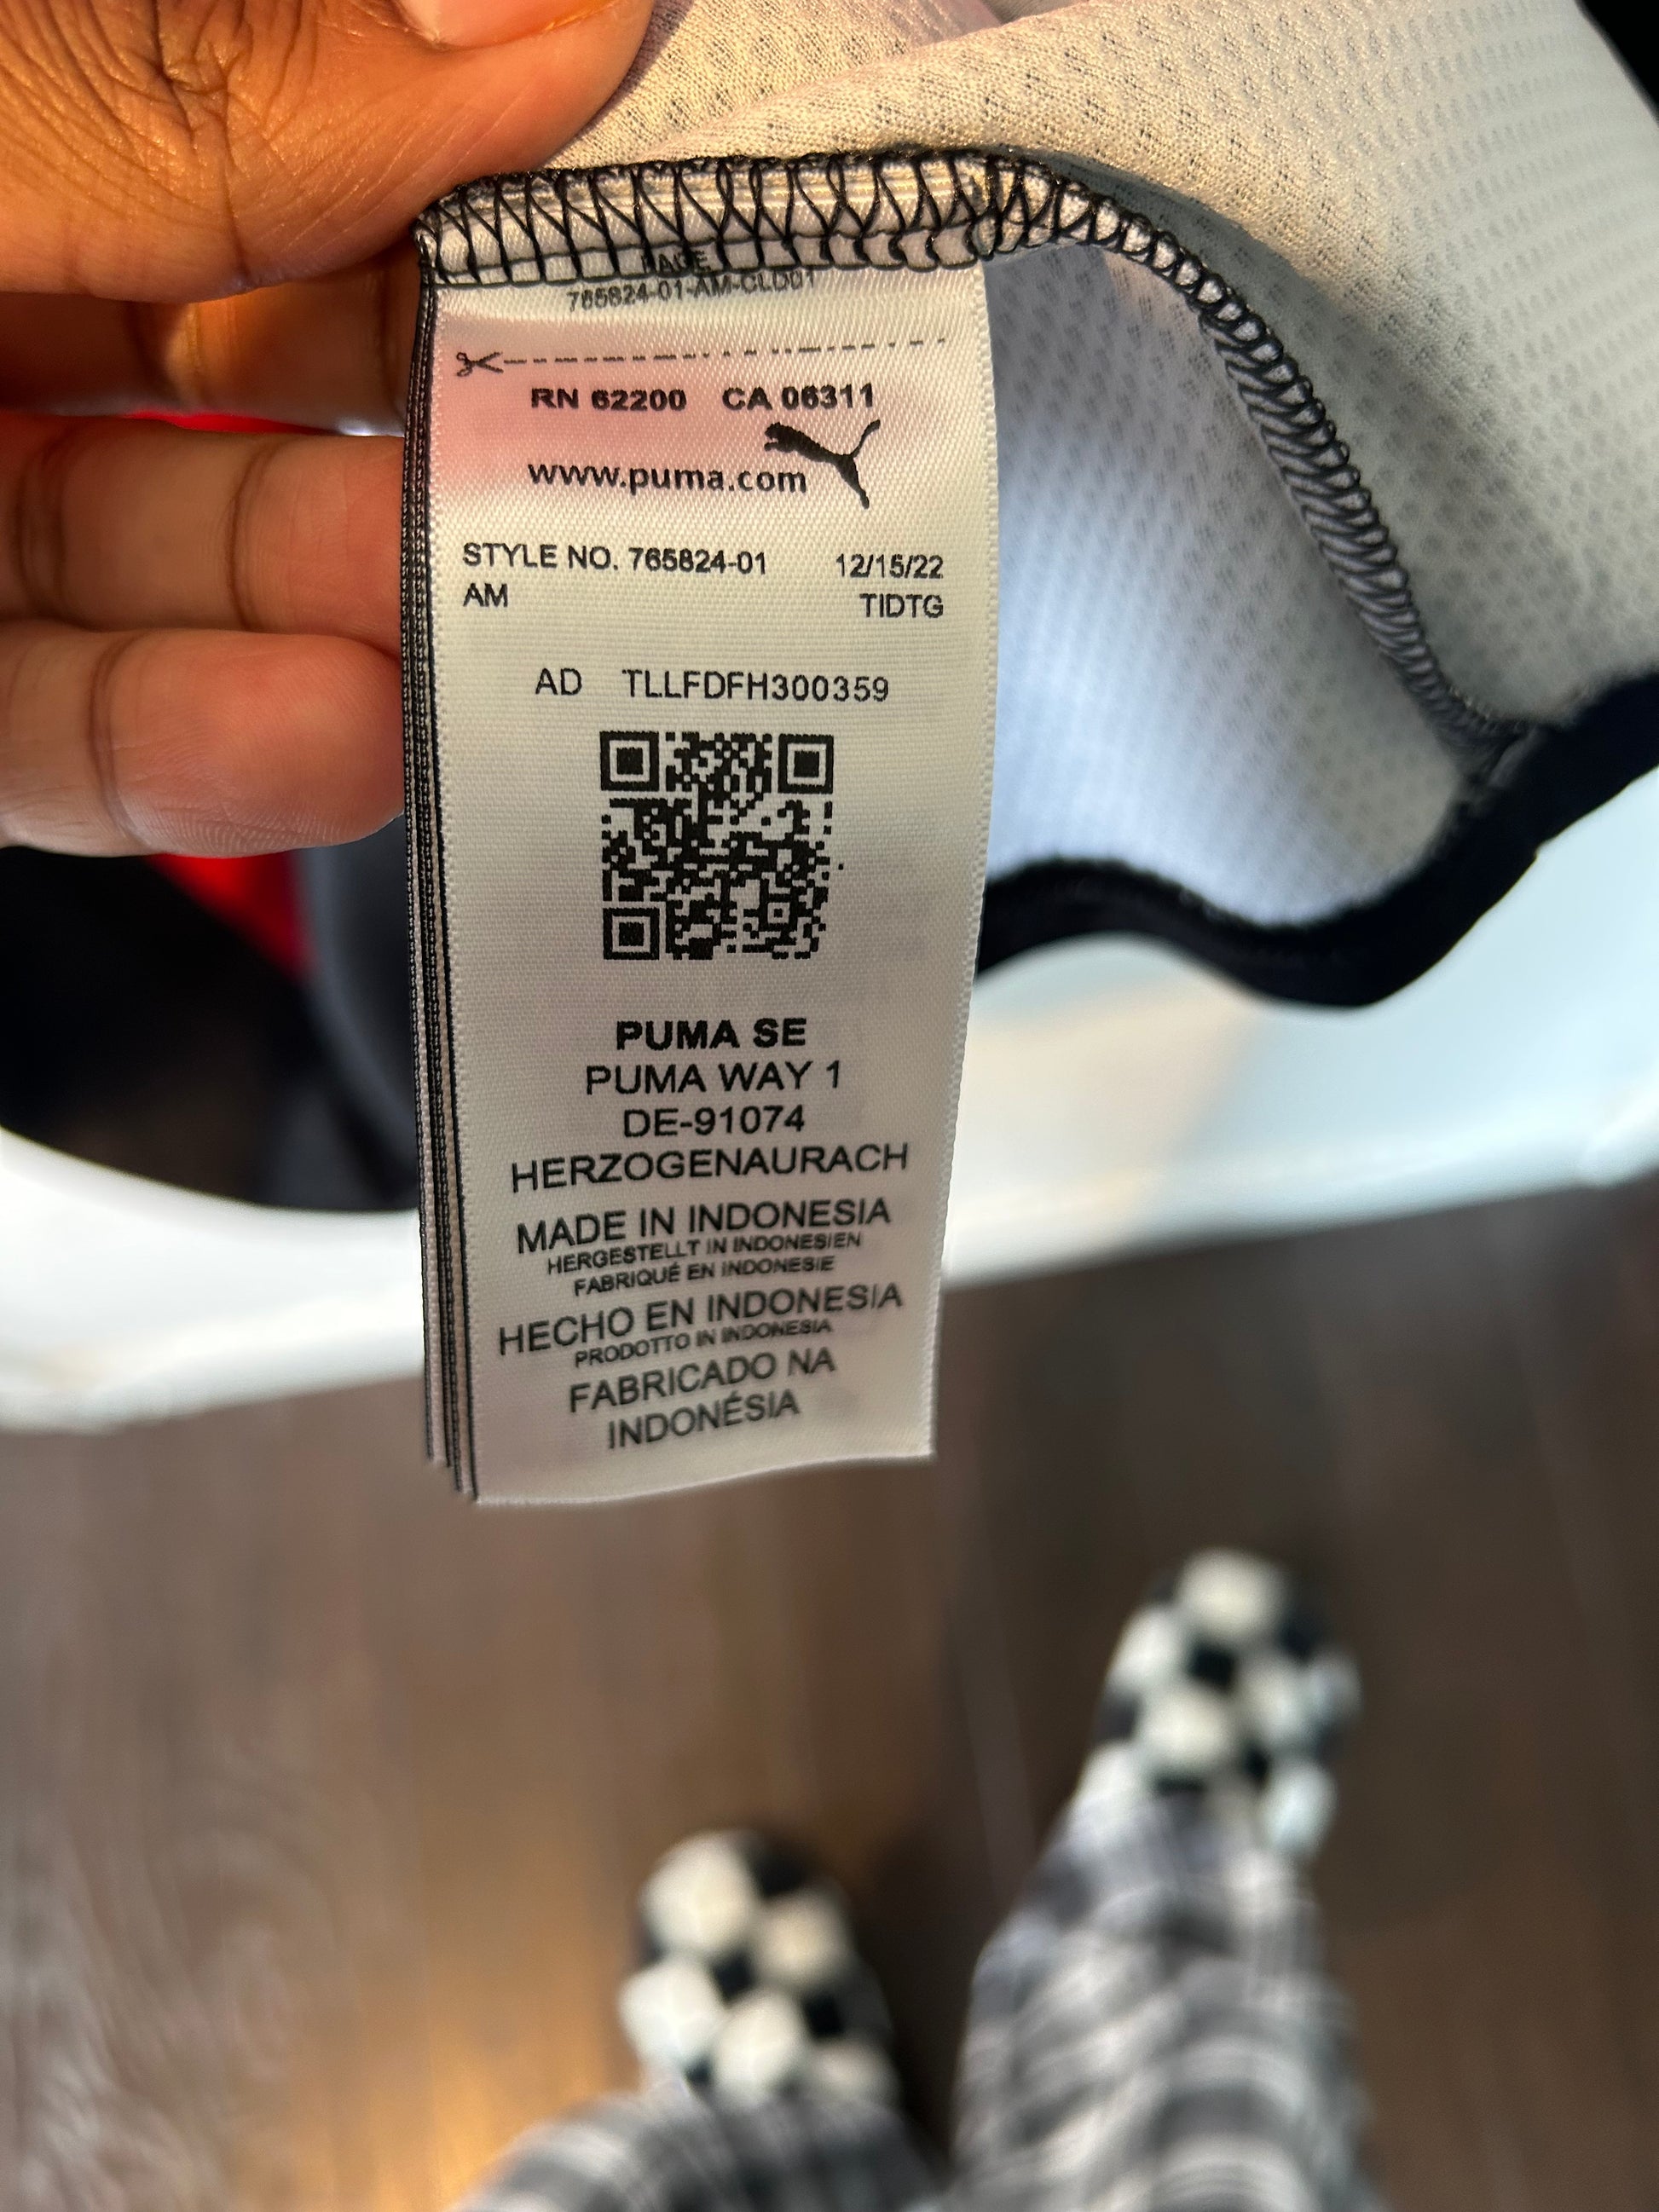 PAGE
765824-01-AM-CLD01
RN 62200 CA 06311
www.puma.com
STYLE NO. 765824-01 12/15/22
AM TIDTG
AD TLLFDFH300359
PUMA SE
PUMA WAY 1
DE-91074
HERZOGENAURACH
MADE IN INDONESIA
HERGESTELLT IN INDONESIEN
FABRIQUÉ EN INDONESIE
HECHO EN INDONESIA
PRODOTTO IN INDONESIA
FABRICADO NA
INDONÉSIA